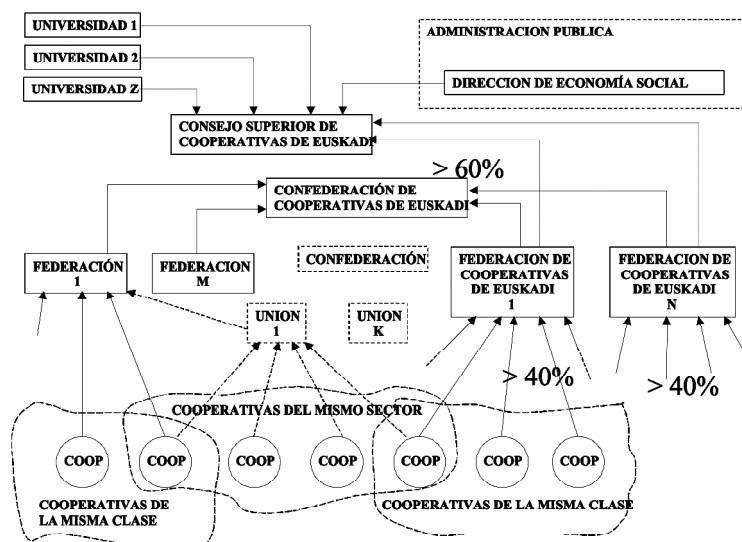 UNIVERSIDAD 1
ADMINISTRACION PUBLICA
UNIVERSIDAD 2
UNIVERSIDAD Z
DIRECCION DE ECONOMÍA SOCIAL
CONSEJO SUPERIOR DE
COOPERATIVAS DE EUSKADI
> 60%
CONFEDERACIÓN DE
COOPERATIVAS DE EUSKADI
FEDERACIÓN
1
FEDERACION
M
CONFEDERACIÓN
FEDERACION DE
COOPERATIVAS
DE EUSKADI
1
FEDERACION DE
COOPERATIVAS
DE EUSKADI
N
UNION
1
UNION
K
> 40%
> 40%
COOPERATIVAS DEL MISMO SECTOR
COOP
COOP
COOP
COOP
COOP
COOP
COOP
COOPERATIVAS DE
LA MISMA CLASE
COOPERATIVAS DE LA MISMA CLASE